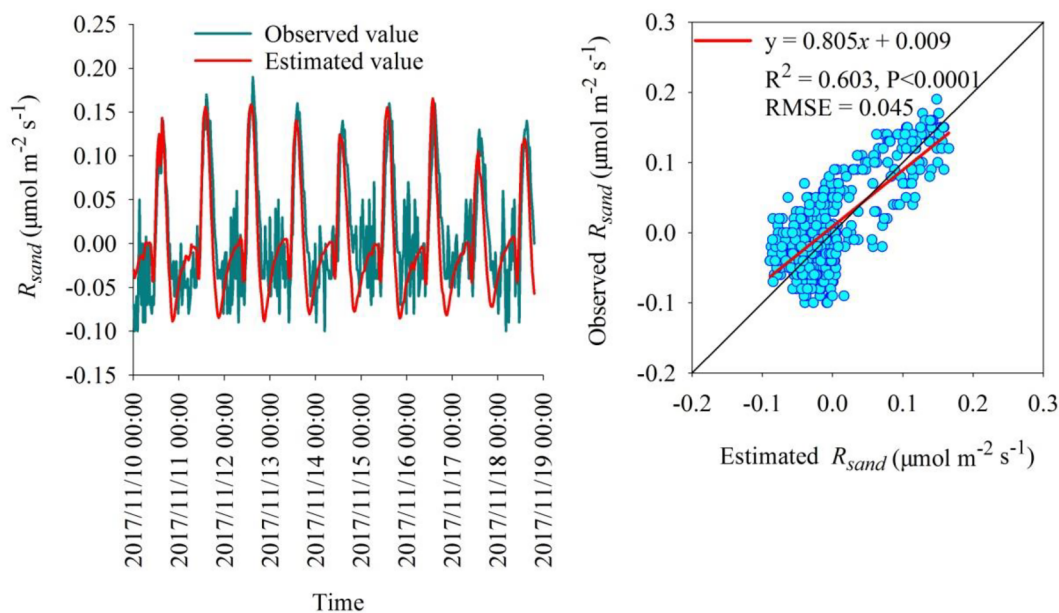 Observed value
Estimated value
R_sand (μmol m⁻² s⁻¹)
0.25
0.20
0.15
0.10
0.05
0.00
-0.05
-0.10
-0.15
2017/11/10 00:00
2017/11/11 00:00
2017/11/12 00:00
2017/11/13 00:00
2017/11/14 00:00
2017/11/15 00:00
2017/11/16 00:00
2017/11/17 00:00
2017/11/18 00:00
2017/11/19 00:00
Time
y = 0.805x + 0.009
R² = 0.603, P<0.0001
RMSE = 0.045
Observed R_sand (μmol m⁻² s⁻¹)
0.3
0.2
0.1
0.0
-0.1
-0.2
-0.2 -0.1 0.0 0.1 0.2 0.3
Estimated R_sand (μmol m⁻² s⁻¹)